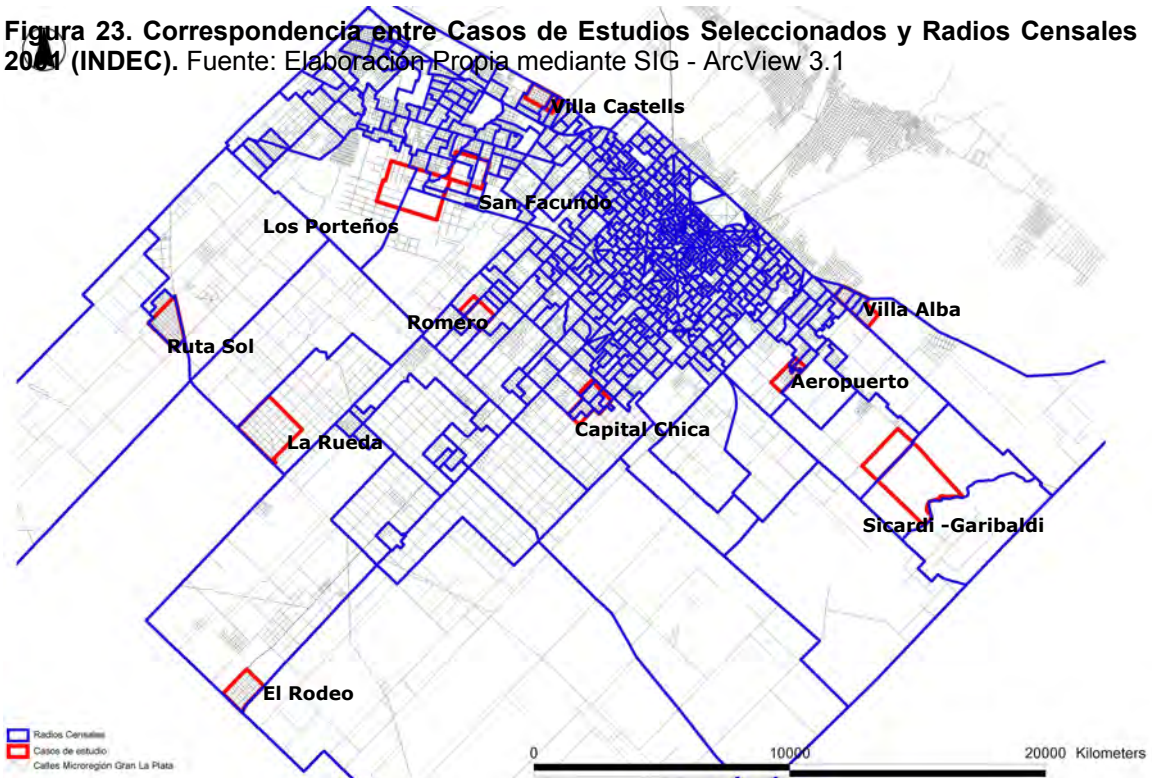 Figura 23. Correspondencia entre Casos de Estudios Seleccionados y Radios Censales
2001 (INDEC). Fuente: Elaboración Propia mediante SIG - ArcView 3.1
Villa Castells
San Facundo
Los Porteños
Villa Alba
Romero
Ruta Sol
Aeropuerto
Capital Chica
La Rueda
Sicardi -Garibaldi
El Rodeo
Radios Censales
Casos de estudio
Calles Microregión Gran La Plata
0 10000 20000 Kilometers